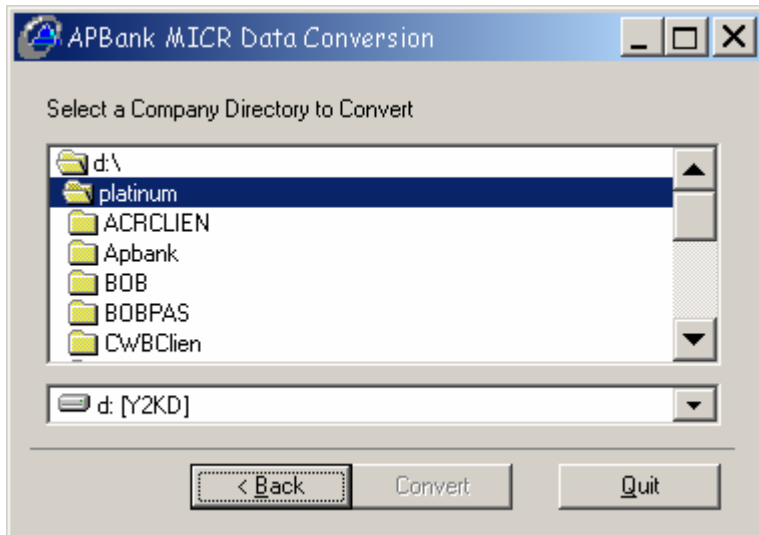 APBank MICR Data Conversion
Select a Company Directory to Convert
d:\
platinum
ACRCLIEN
Apbank
BOB
BOBPAS
CWBClien
d: [Y2KD]
< Back Convert Quit